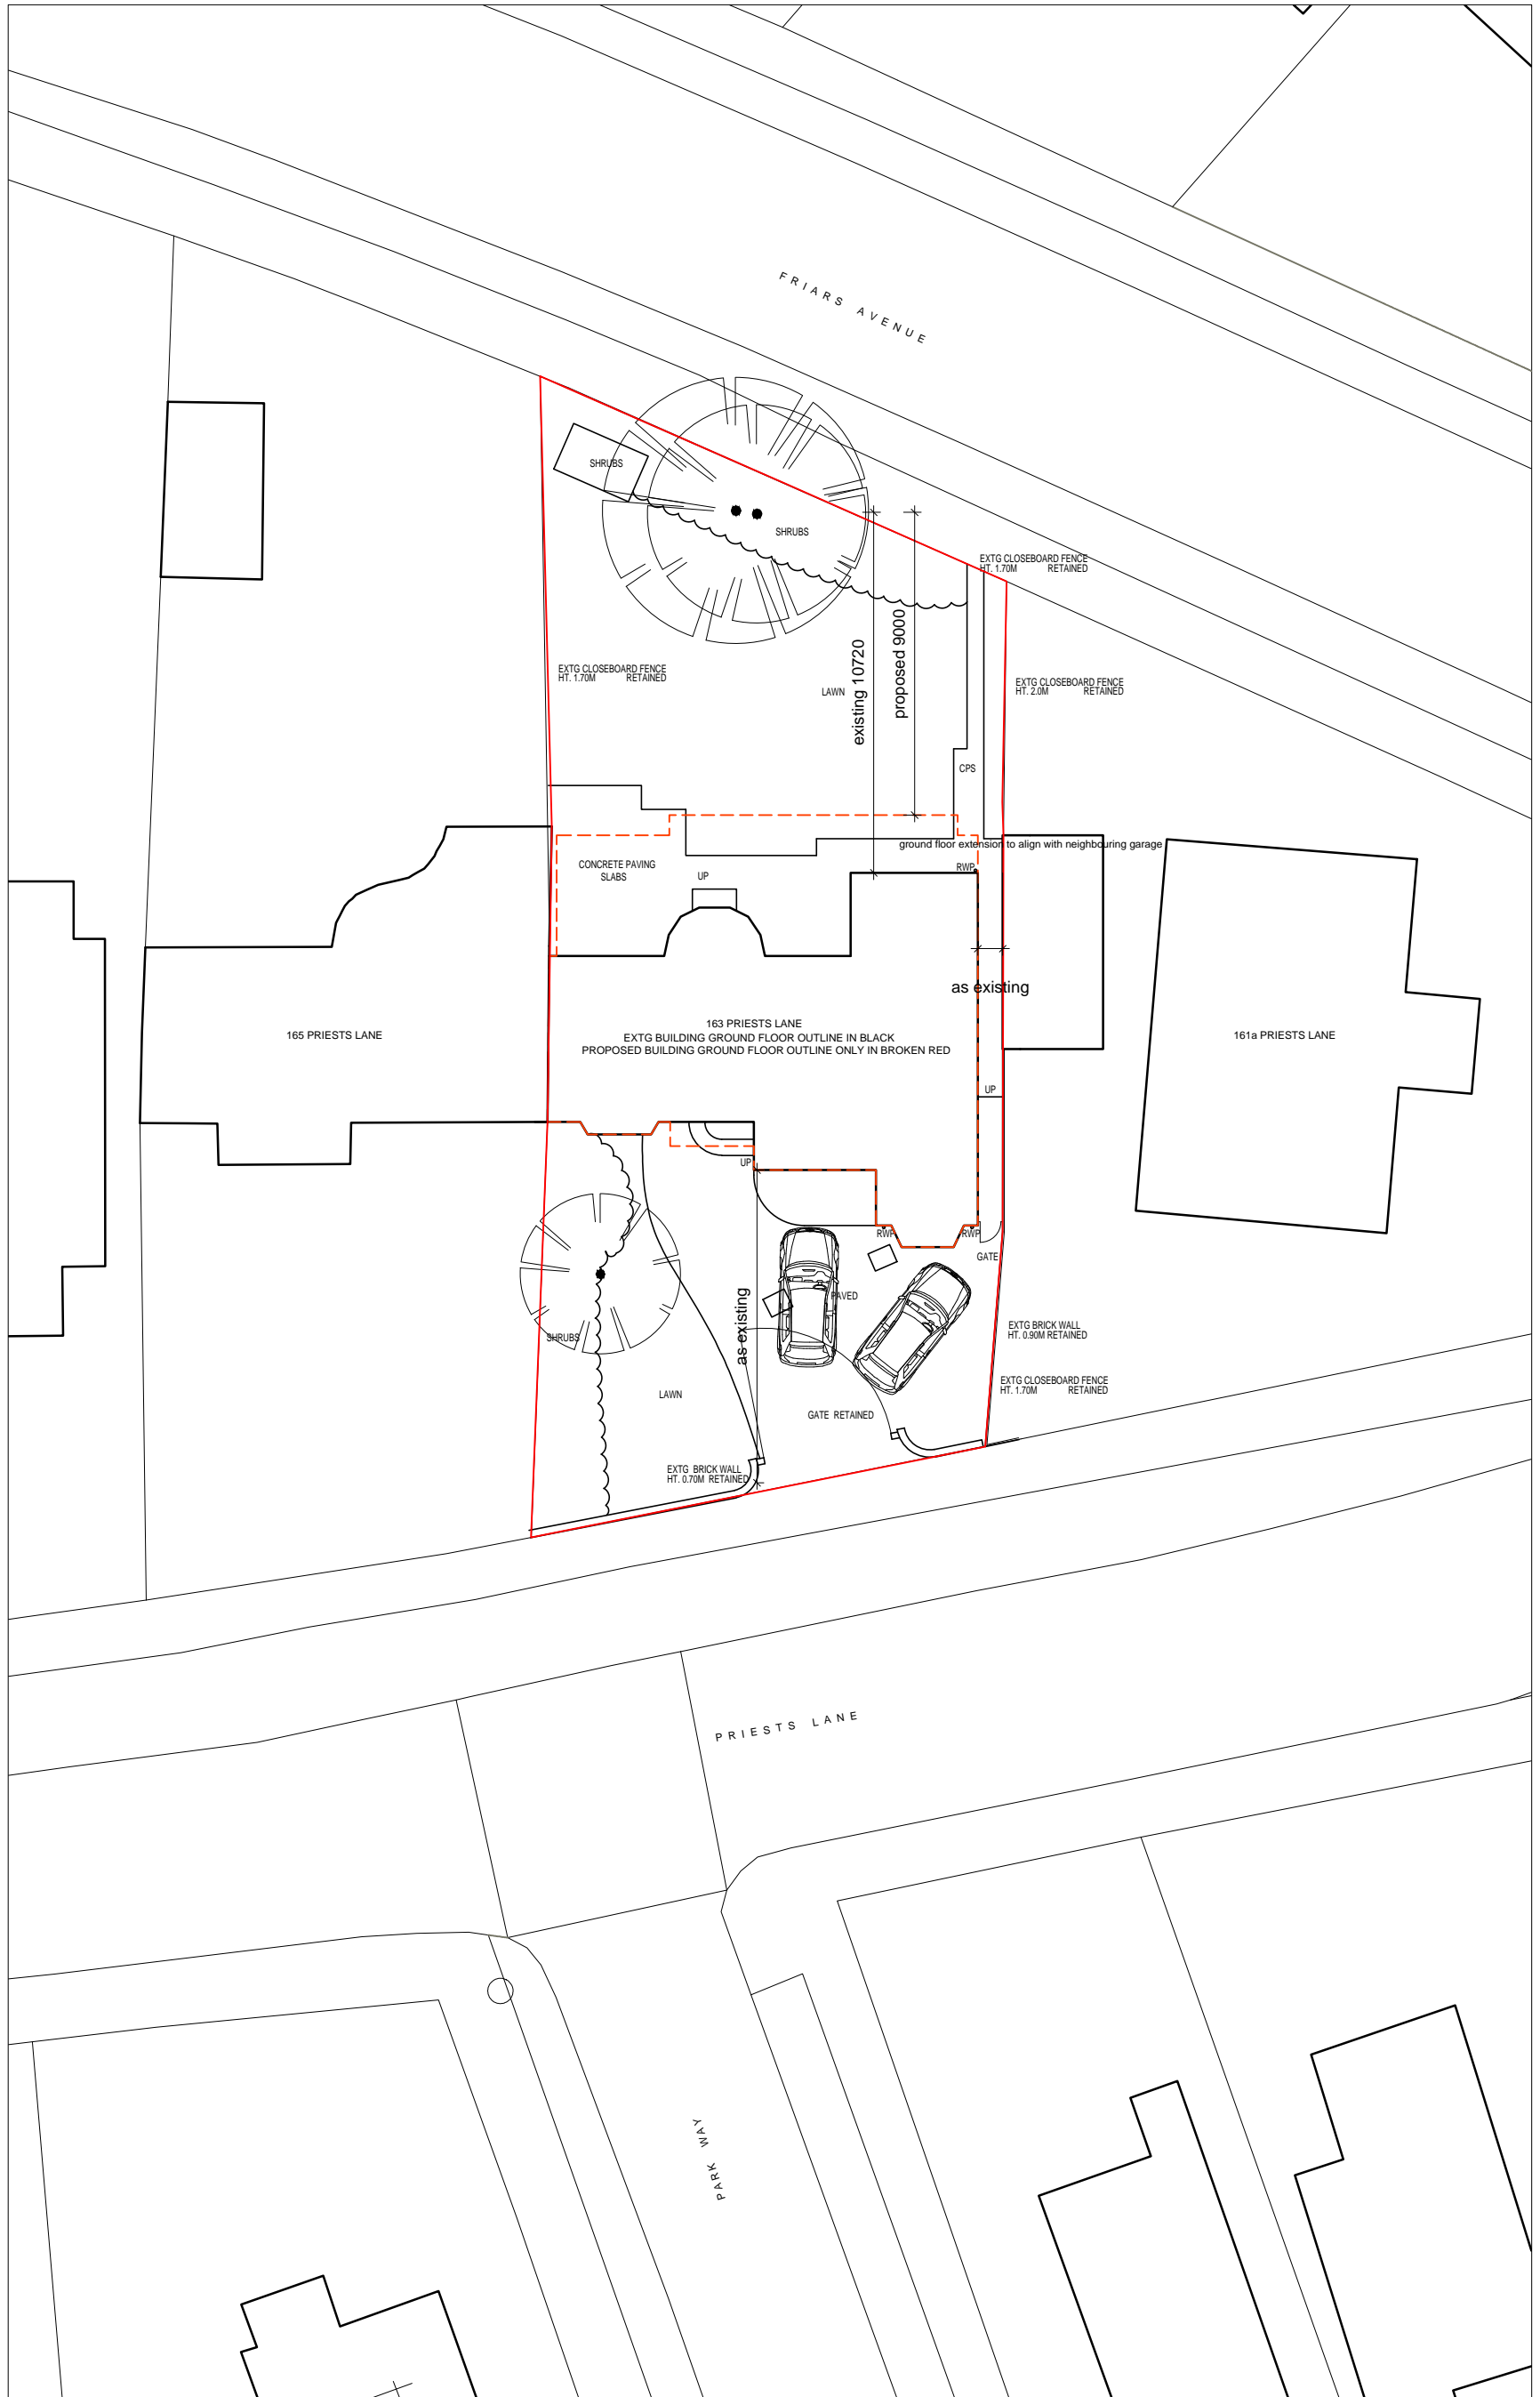 FRIARS AVENUE
SHRUBS
SHRUBS
EXTG CLOSEBOARD FENCE
HT. 1.70M RETAINED
EXTG CLOSEBOARD FENCE
HT. 1.70M RETAINED
EXTG CLOSEBOARD FENCE
HT. 2.0M RETAINED
LAWN
existing 10720
proposed 9000
CPS
ground floor extension to align with neighbouring garage
CONCRETE PAVING
SLABS
UP
RWP
as existing
165 PRIESTS LANE
163 PRIESTS LANE
EXTG BUILDING GROUND FLOOR OUTLINE IN BLACK
PROPOSED BUILDING GROUND FLOOR OUTLINE ONLY IN BROKEN RED
161a PRIESTS LANE
UP
UP
RWP
RWP
GATE
PAVED
as existing
SHRUBS
EXTG BRICK WALL
HT. 0.90M RETAINED
EXTG CLOSEBOARD FENCE
HT. 1.70M RETAINED
LAWN
GATE RETAINED
EXTG BRICK WALL
HT. 0.70M RETAINED
PRIESTS LANE
PARK WAY